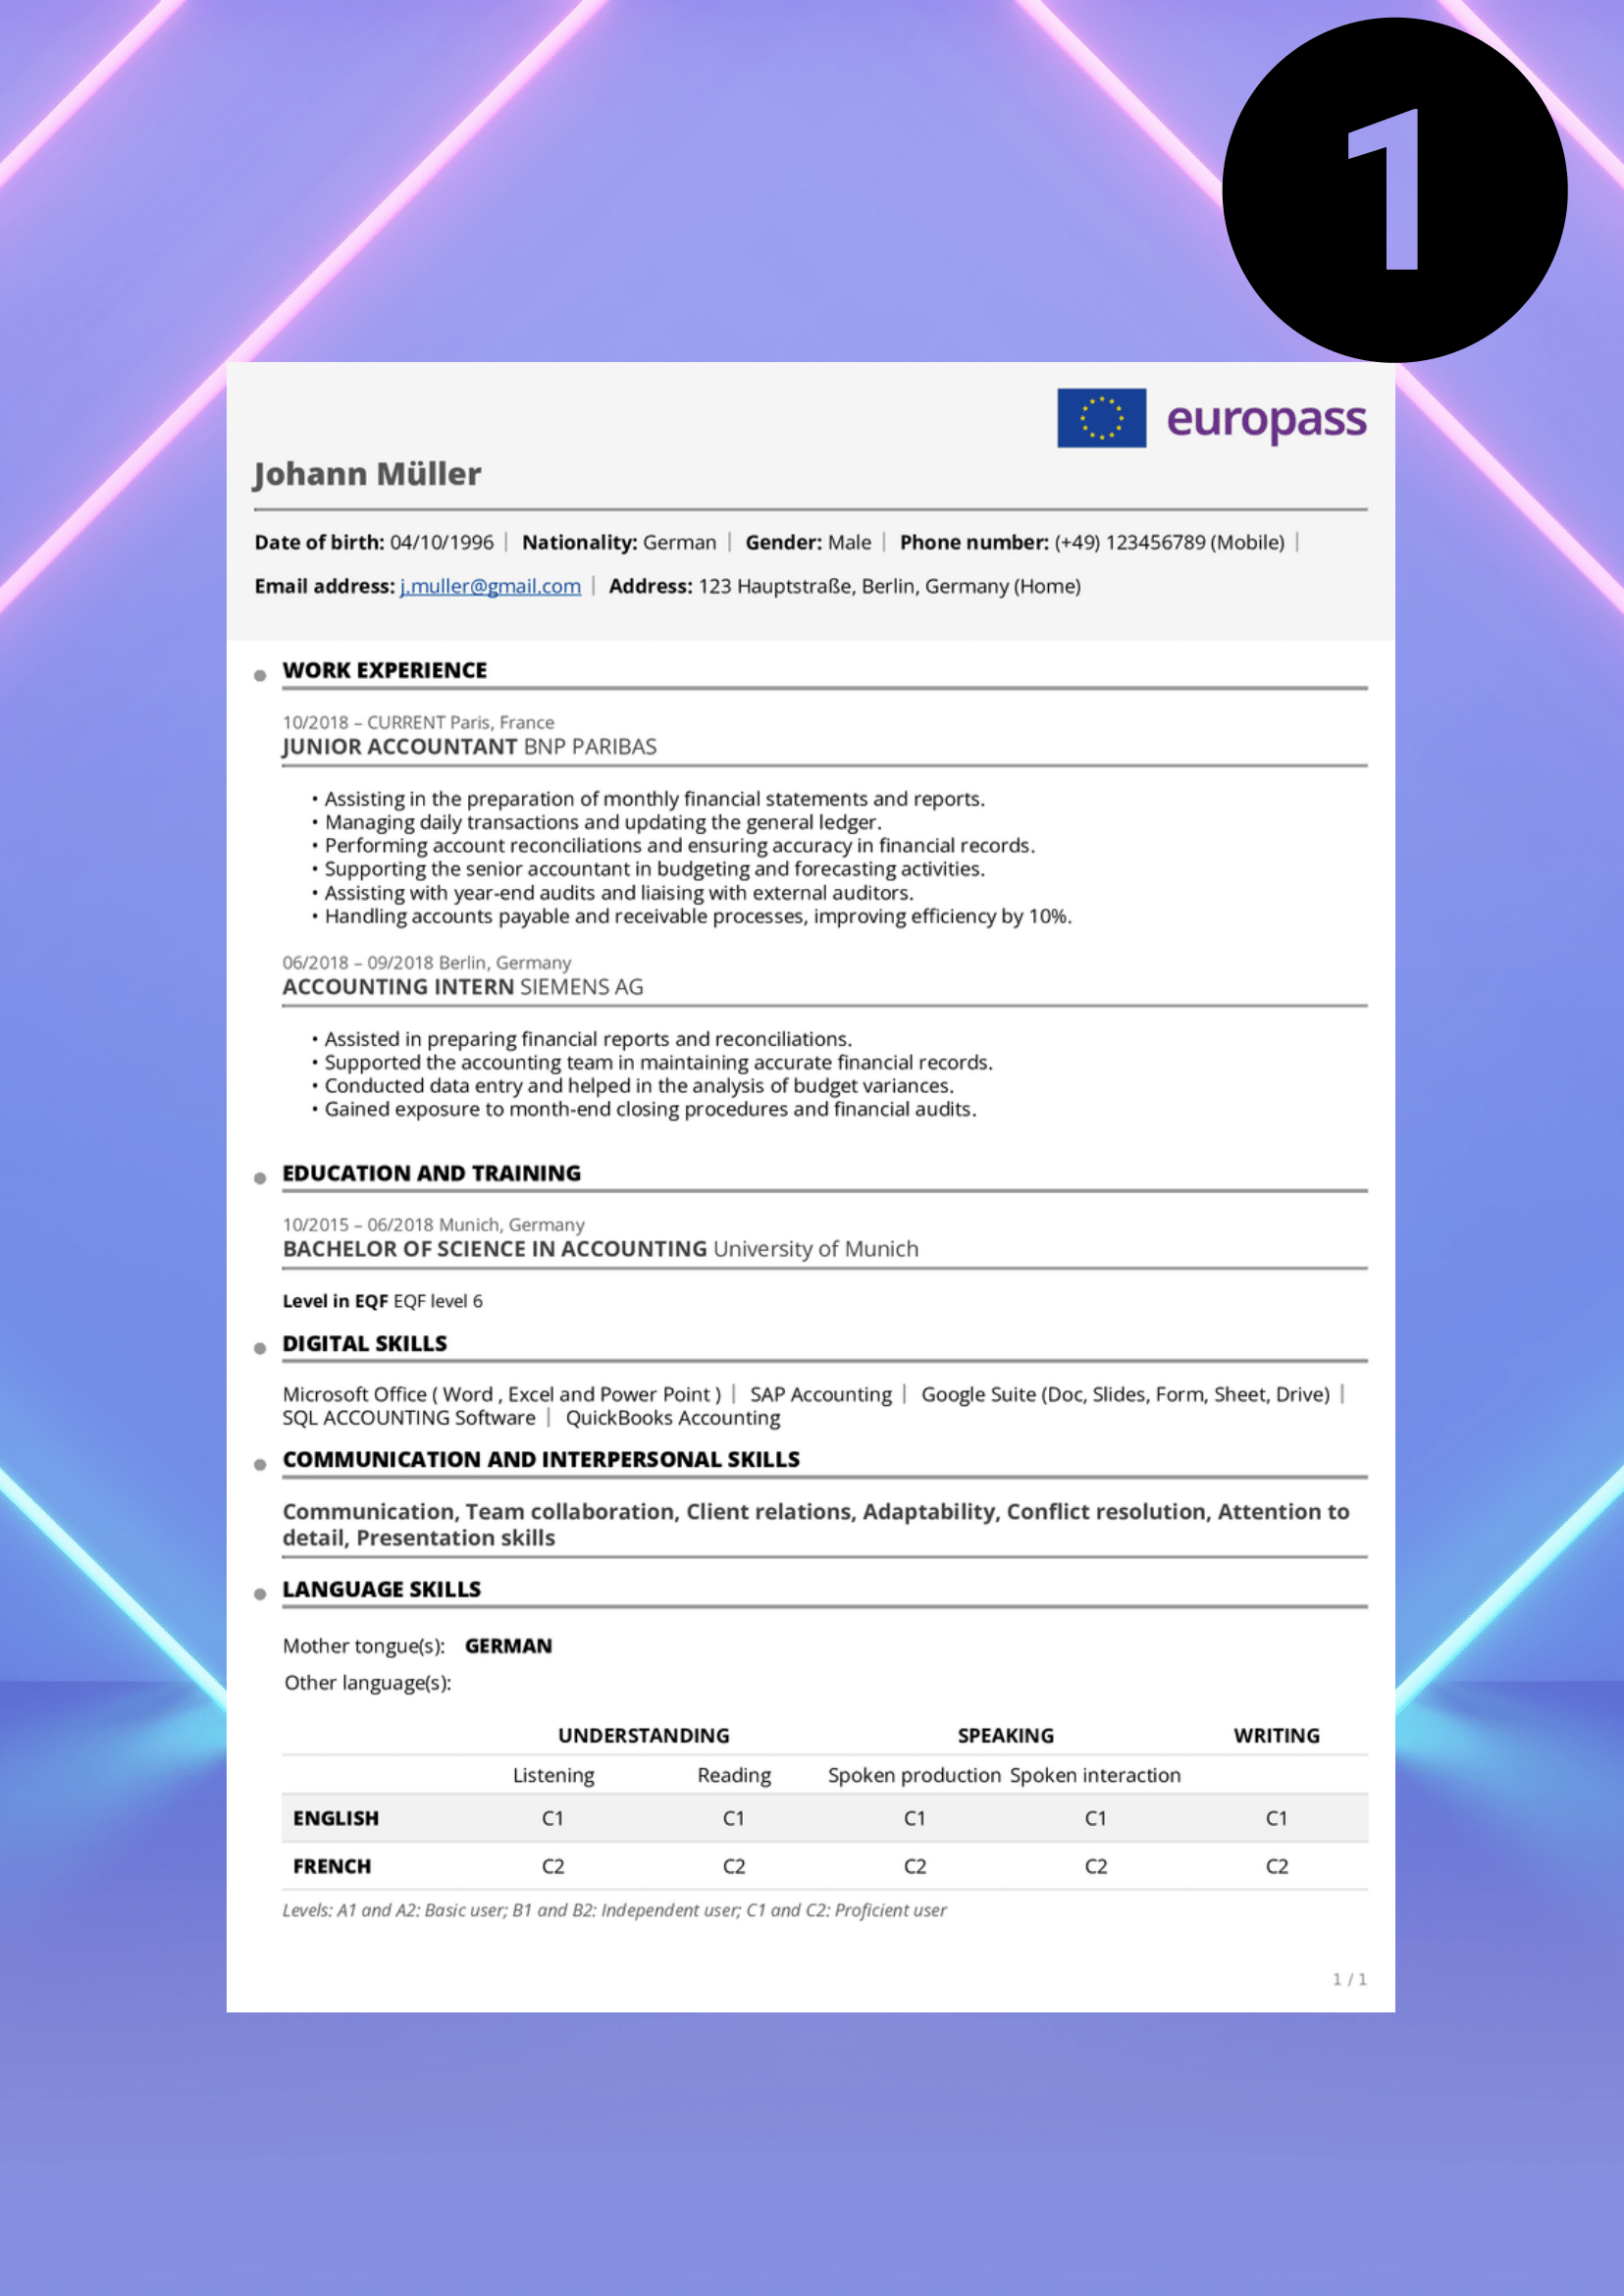 1
europass
Johann Müller
Date of birth: 04/10/1996 | Nationality: German | Gender: Male | Phone number: (+49) 123456789 (Mobile) |
Email address: j.muller@gmail.com | Address: 123 Hauptstraße, Berlin, Germany (Home)
WORK EXPERIENCE
10/2018 – CURRENT Paris, France
JUNIOR ACCOUNTANT BNP PARIBAS
• Assisting in the preparation of monthly financial statements and reports.
• Managing daily transactions and updating the general ledger.
• Performing account reconciliations and ensuring accuracy in financial records.
• Supporting the senior accountant in budgeting and forecasting activities.
• Assisting with year-end audits and liaising with external auditors.
• Handling accounts payable and receivable processes, improving efficiency by 10%.
06/2018 – 09/2018 Berlin, Germany
ACCOUNTING INTERN SIEMENS AG
• Assisted in preparing financial reports and reconciliations.
• Supported the accounting team in maintaining accurate financial records.
• Conducted data entry and helped in the analysis of budget variances.
• Gained exposure to month-end closing procedures and financial audits.
EDUCATION AND TRAINING
10/2015 – 06/2018 Munich, Germany
BACHELOR OF SCIENCE IN ACCOUNTING University of Munich
Level in EQF EQF level 6
DIGITAL SKILLS
Microsoft Office ( Word , Excel and Power Point ) | SAP Accounting | Google Suite (Doc, Slides, Form, Sheet, Drive) |
SQL ACCOUNTING Software | QuickBooks Accounting
COMMUNICATION AND INTERPERSONAL SKILLS
Communication, Team collaboration, Client relations, Adaptability, Conflict resolution, Attention to
detail, Presentation skills
LANGUAGE SKILLS
Mother tongue(s): GERMAN
Other language(s):
UNDERSTANDING SPEAKING WRITING
Listening Reading Spoken production Spoken interaction
ENGLISH C1 C1 C1 C1 C1
FRENCH C2 C2 C2 C2 C2
Levels: A1 and A2: Basic user; B1 and B2: Independent user; C1 and C2: Proficient user
1 / 1